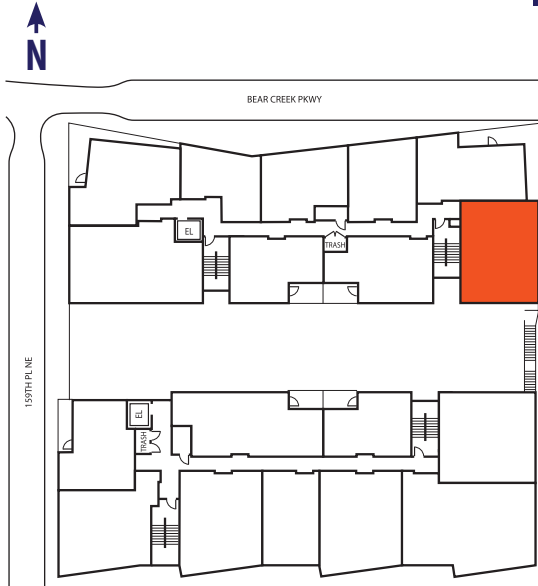 N
BEAR CREEK PKWY
EL
TRASH
159TH PL NE
EL
TRASH